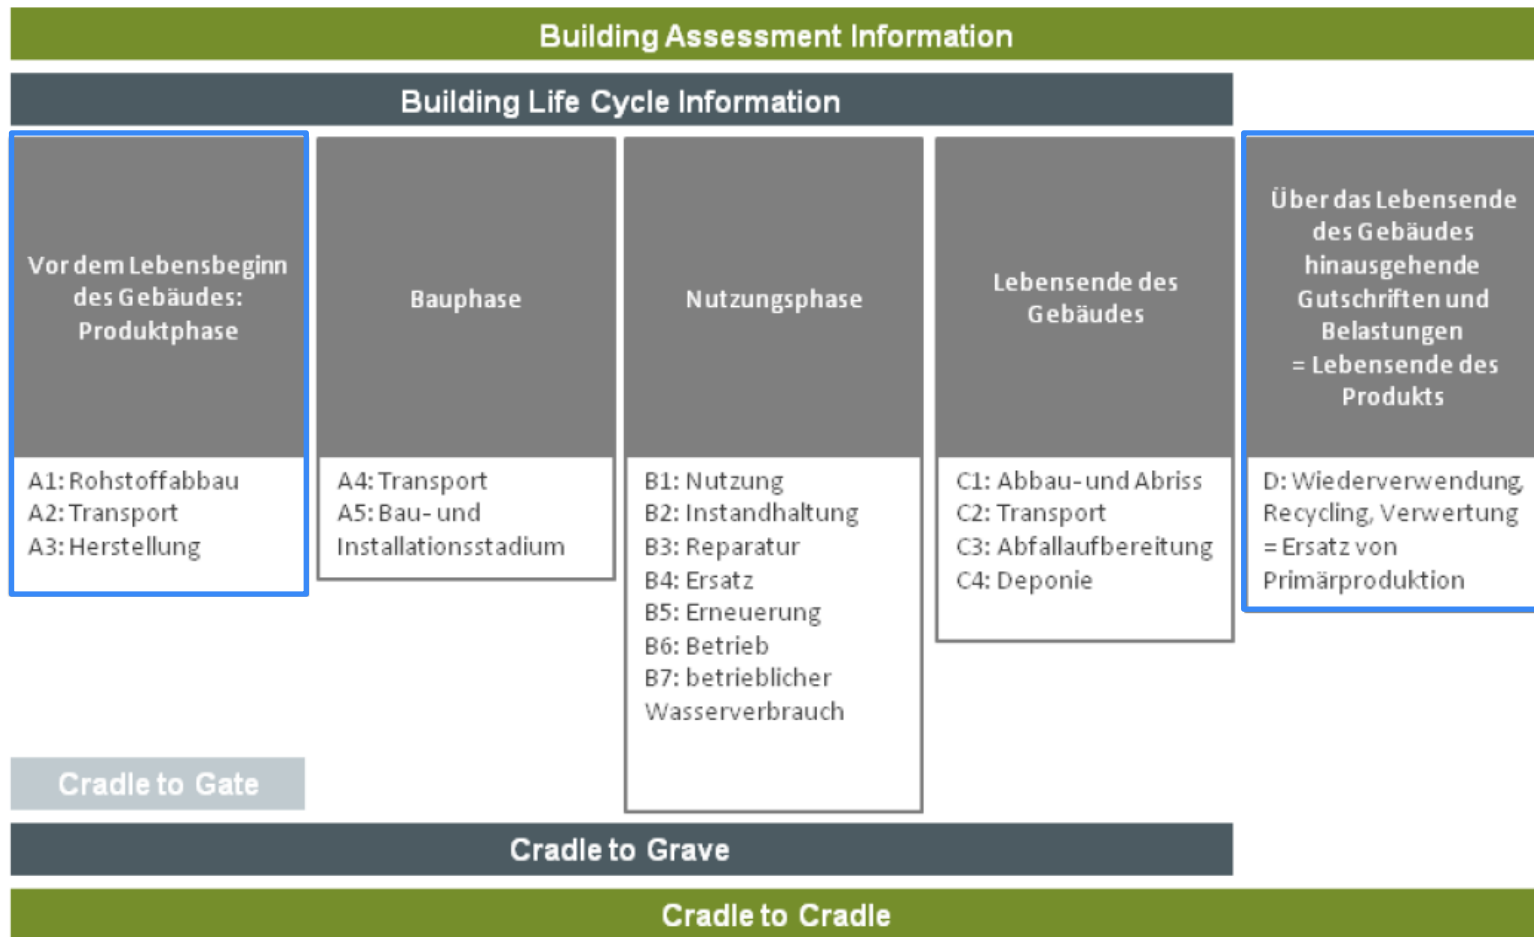 Building Assessment Information
Building Life Cycle Information
Vor dem Lebensbeginn
des Gebäudes:
Produktphase
A1: Rohstoffabbau
A2: Transport
A3: Herstellung
Bauphase
A4: Transport
A5: Bau- und
Installationsstadium
Nutzungsphase
B1: Nutzung
B2: Instandhaltung
B3: Reparatur
B4: Ersatz
B5: Erneuerung
B6: Betrieb
B7: betrieblicher
Wasserverbrauch
Lebensende des
Gebäudes
C1: Abbau- und Abriss
C2: Transport
C3: Abfallaufbereitung
C4: Deponie
Über das Lebensende
des Gebäudes
hinausgehende
Gutschriften und
Belastungen
= Lebensende des
Produkts
D: Wiederverwendung,
Recycling, Verwertung
= Ersatz von
Primärproduktion
Cradle to Gate
Cradle to Grave
Cradle to Cradle